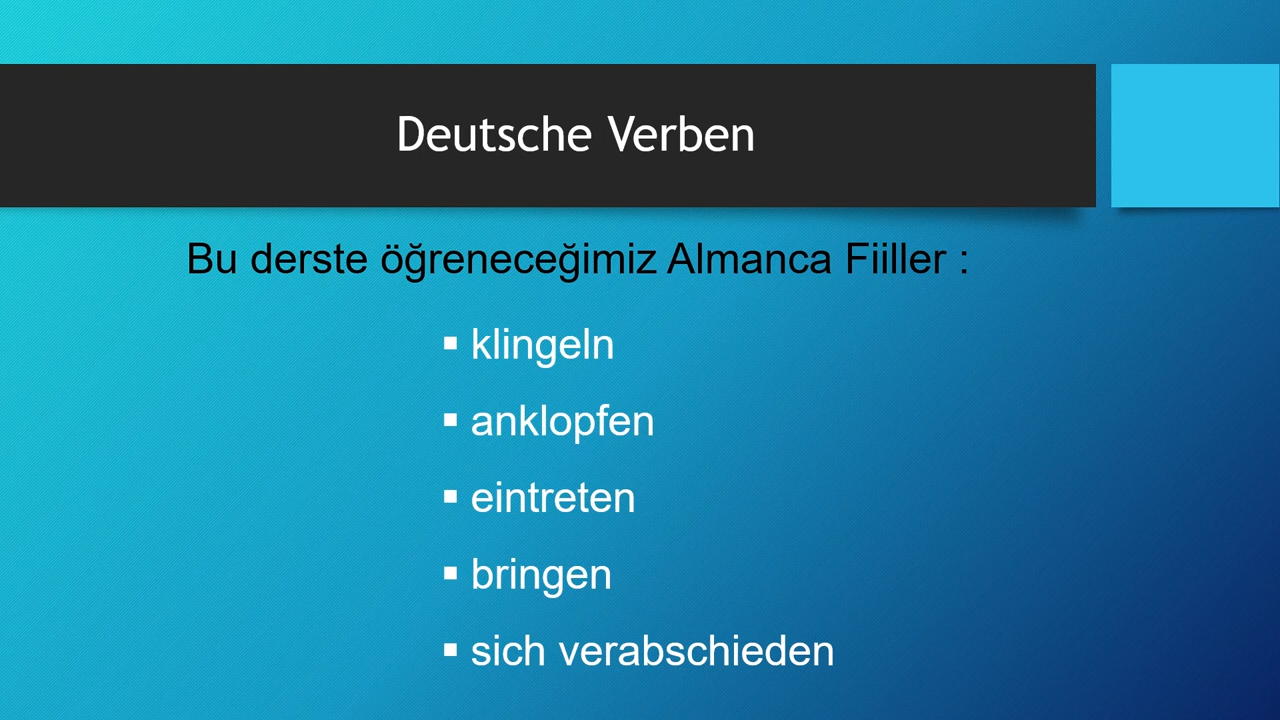 Deutsche Verben
Bu derste öğreneceğimiz Almanca Fiiller :
▪ klingeln
▪ anklopfen
▪ eintreten
▪ bringen
▪ sich verabschieden